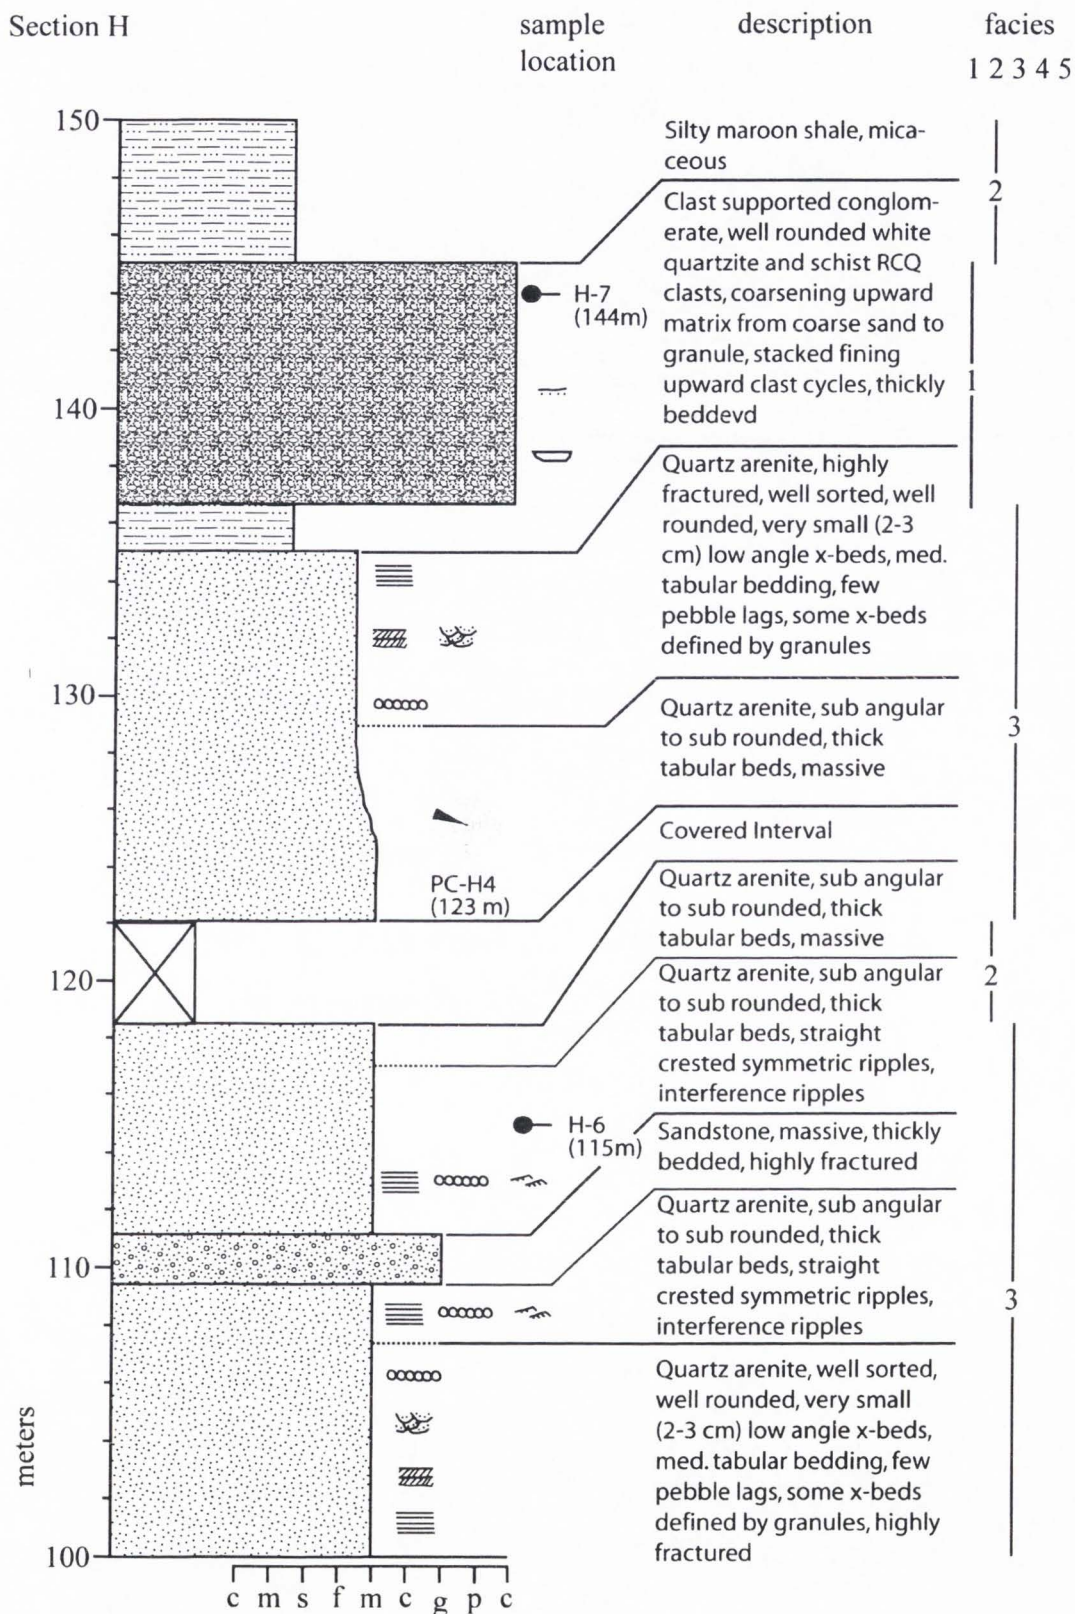 Section H
sample
location
description
facies
1 2 3 4 5
150
140
130
120
110
100
meters
Silty maroon shale, mica-
ceous
Clast supported conglom-
erate, well rounded white
quartzite and schist RCQ
clasts, coarsening upward
matrix from coarse sand to
granule, stacked fining
upward clast cycles, thickly
beddevd
Quartz arenite, highly
fractured, well sorted, well
rounded, very small (2-3
cm) low angle x-beds, med.
tabular bedding, few
pebble lags, some x-beds
defined by granules
Quartz arenite, sub angular
to sub rounded, thick
tabular beds, massive
Covered Interval
Quartz arenite, sub angular
to sub rounded, thick
tabular beds, massive
Quartz arenite, sub angular
to sub rounded, thick
tabular beds, straight
crested symmetric ripples,
interference ripples
Sandstone, massive, thickly
bedded, highly fractured
Quartz arenite, sub angular
to sub rounded, thick
tabular beds, straight
crested symmetric ripples,
interference ripples
Quartz arenite, well sorted,
well rounded, very small
(2-3 cm) low angle x-beds,
med. tabular bedding, few
pebble lags, some x-beds
defined by granules, highly
fractured
H-7
(144m)
PC-H4
(123 m)
H-6
(115m)
2
1
3
2
3
c m s f m c g p c